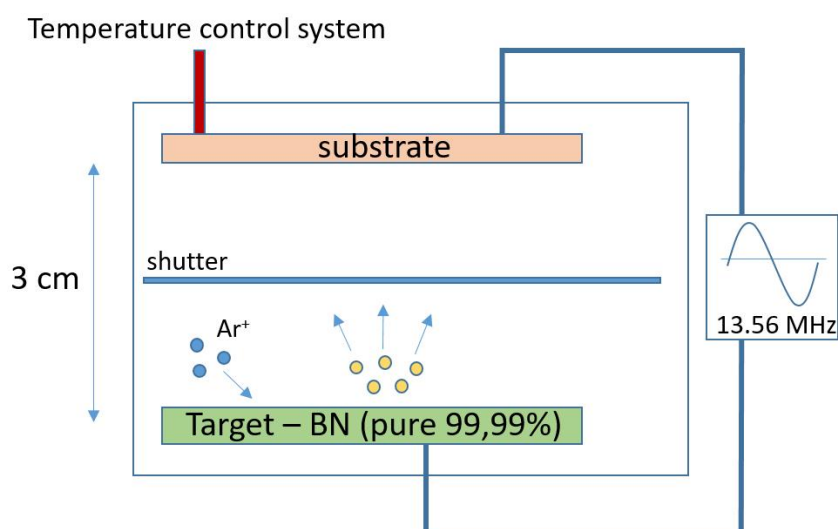 Temperature control system
substrate
shutter
3 cm
Ar⁺
13.56 MHz
Target – BN (pure 99,99%)